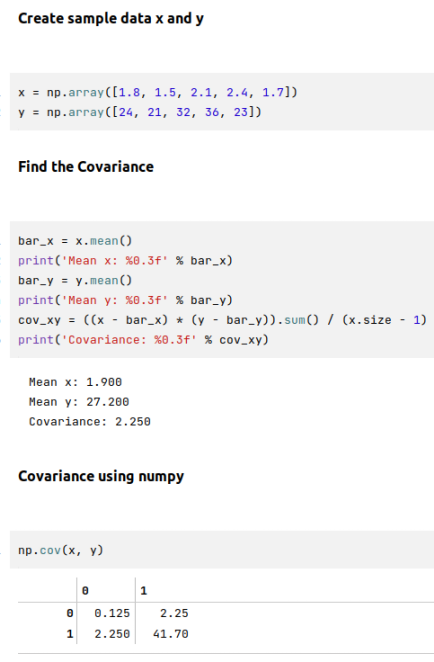 Create sample data x and y
x = np.array([1.8, 1.5, 2.1, 2.4, 1.7])
y = np.array([24, 21, 32, 36, 23])
Find the Covariance
bar_x = x.mean()
print('Mean x: %0.3f' % bar_x)
bar_y = y.mean()
print('Mean y: %0.3f' % bar_y)
cov_xy = ((x - bar_x) * (y - bar_y)).sum() / (x.size - 1)
print('Covariance: %0.3f' % cov_xy)
Mean x: 1.900
Mean y: 27.200
Covariance: 2.250
Covariance using numpy
np.cov(x, y)
0 1
0 0.125 2.25
1 2.250 41.70